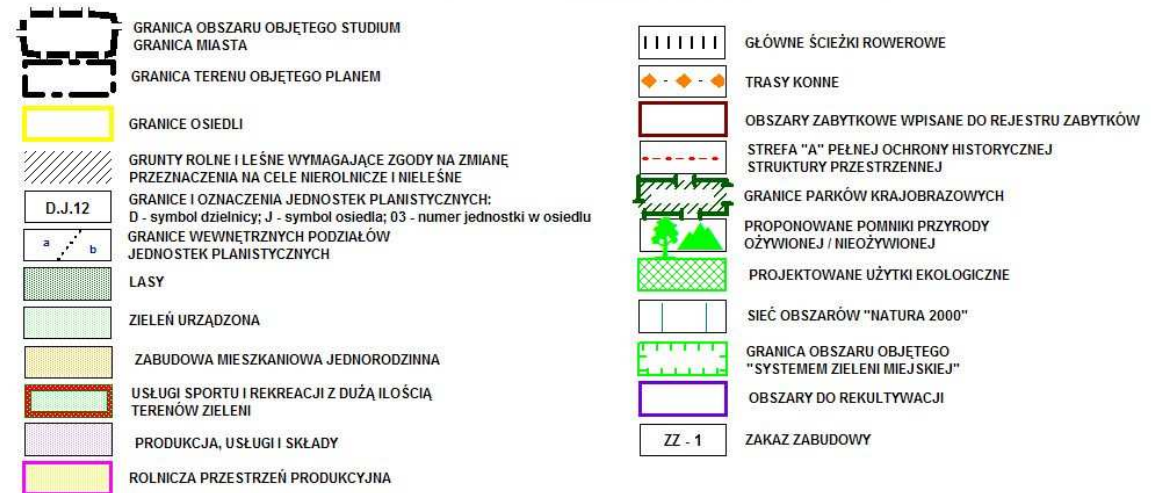 GRANICA OBSZARU OBJĘTEGO STUDIUM
GRANICA MIASTA
GRANICA TERENU OBJĘTEGO PLANEM
GRANICE OSIEDLI
GRUNTY ROLNE I LEŚNE WYMAGAJĄCE ZGODY NA ZMIANĘ
PRZEZNACZENIA NA CELE NIEROLNICZE I NIELEŚNE
D.J.12
GRANICE I OZNACZENIA JEDNOSTEK PLANISTYCZNYCH:
D - symbol dzielnicy; J - symbol osiedla; 03 - numer jednostki w osiedlu
a b
GRANICE WEWNĘTRZNYCH PODZIAŁÓW
JEDNOSTEK PLANISTYCZNYCH
LASY
ZIELEŃ URZĄDZONA
ZABUDOWA MIESZKANIOWA JEDNORODZINNA
USŁUGI SPORTU I REKREACJI Z DUŻĄ ILOŚCIĄ
TERENÓW ZIELENI
PRODUKCJA, USŁUGI I SKŁADY
ROLNICZA PRZESTRZEŃ PRODUKCYJNA
GŁÓWNE ŚCIEŻKI ROWEROWE
TRASY KONNE
OBSZARY ZABYTKOWE WPISANE DO REJESTRU ZABYTKÓW
STREFA "A" PEŁNEJ OCHRONY HISTORYCZNEJ
STRUKTURY PRZESTRZENNEJ
GRANICE PARKÓW KRAJOBRAZOWYCH
PROPONOWANE POMNIKI PRZYRODY
OŻYWIONEJ / NIEOŻYWIONEJ
PROJEKTOWANE UŻYTKI EKOLOGICZNE
SIEĆ OBSZARÓW "NATURA 2000"
GRANICA OBSZARU OBJĘTEGO
"SYSTEMEM ZIELENI MIEJSKIEJ"
OBSZARY DO REKULTYWACJI
ZZ - 1
ZAKAZ ZABUDOWY